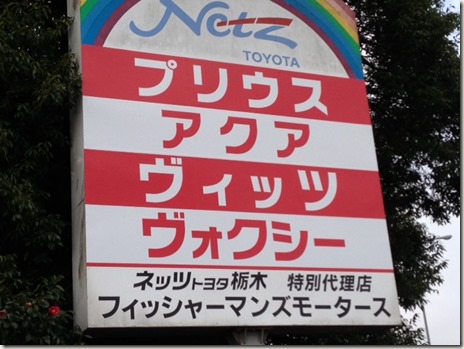 Netz
TOYOTA
プリウス
アクア
ヴィッツ
ヴォクシー
ネッツトヨタ栃木 特別代理店
フィッシャーマンズモータース